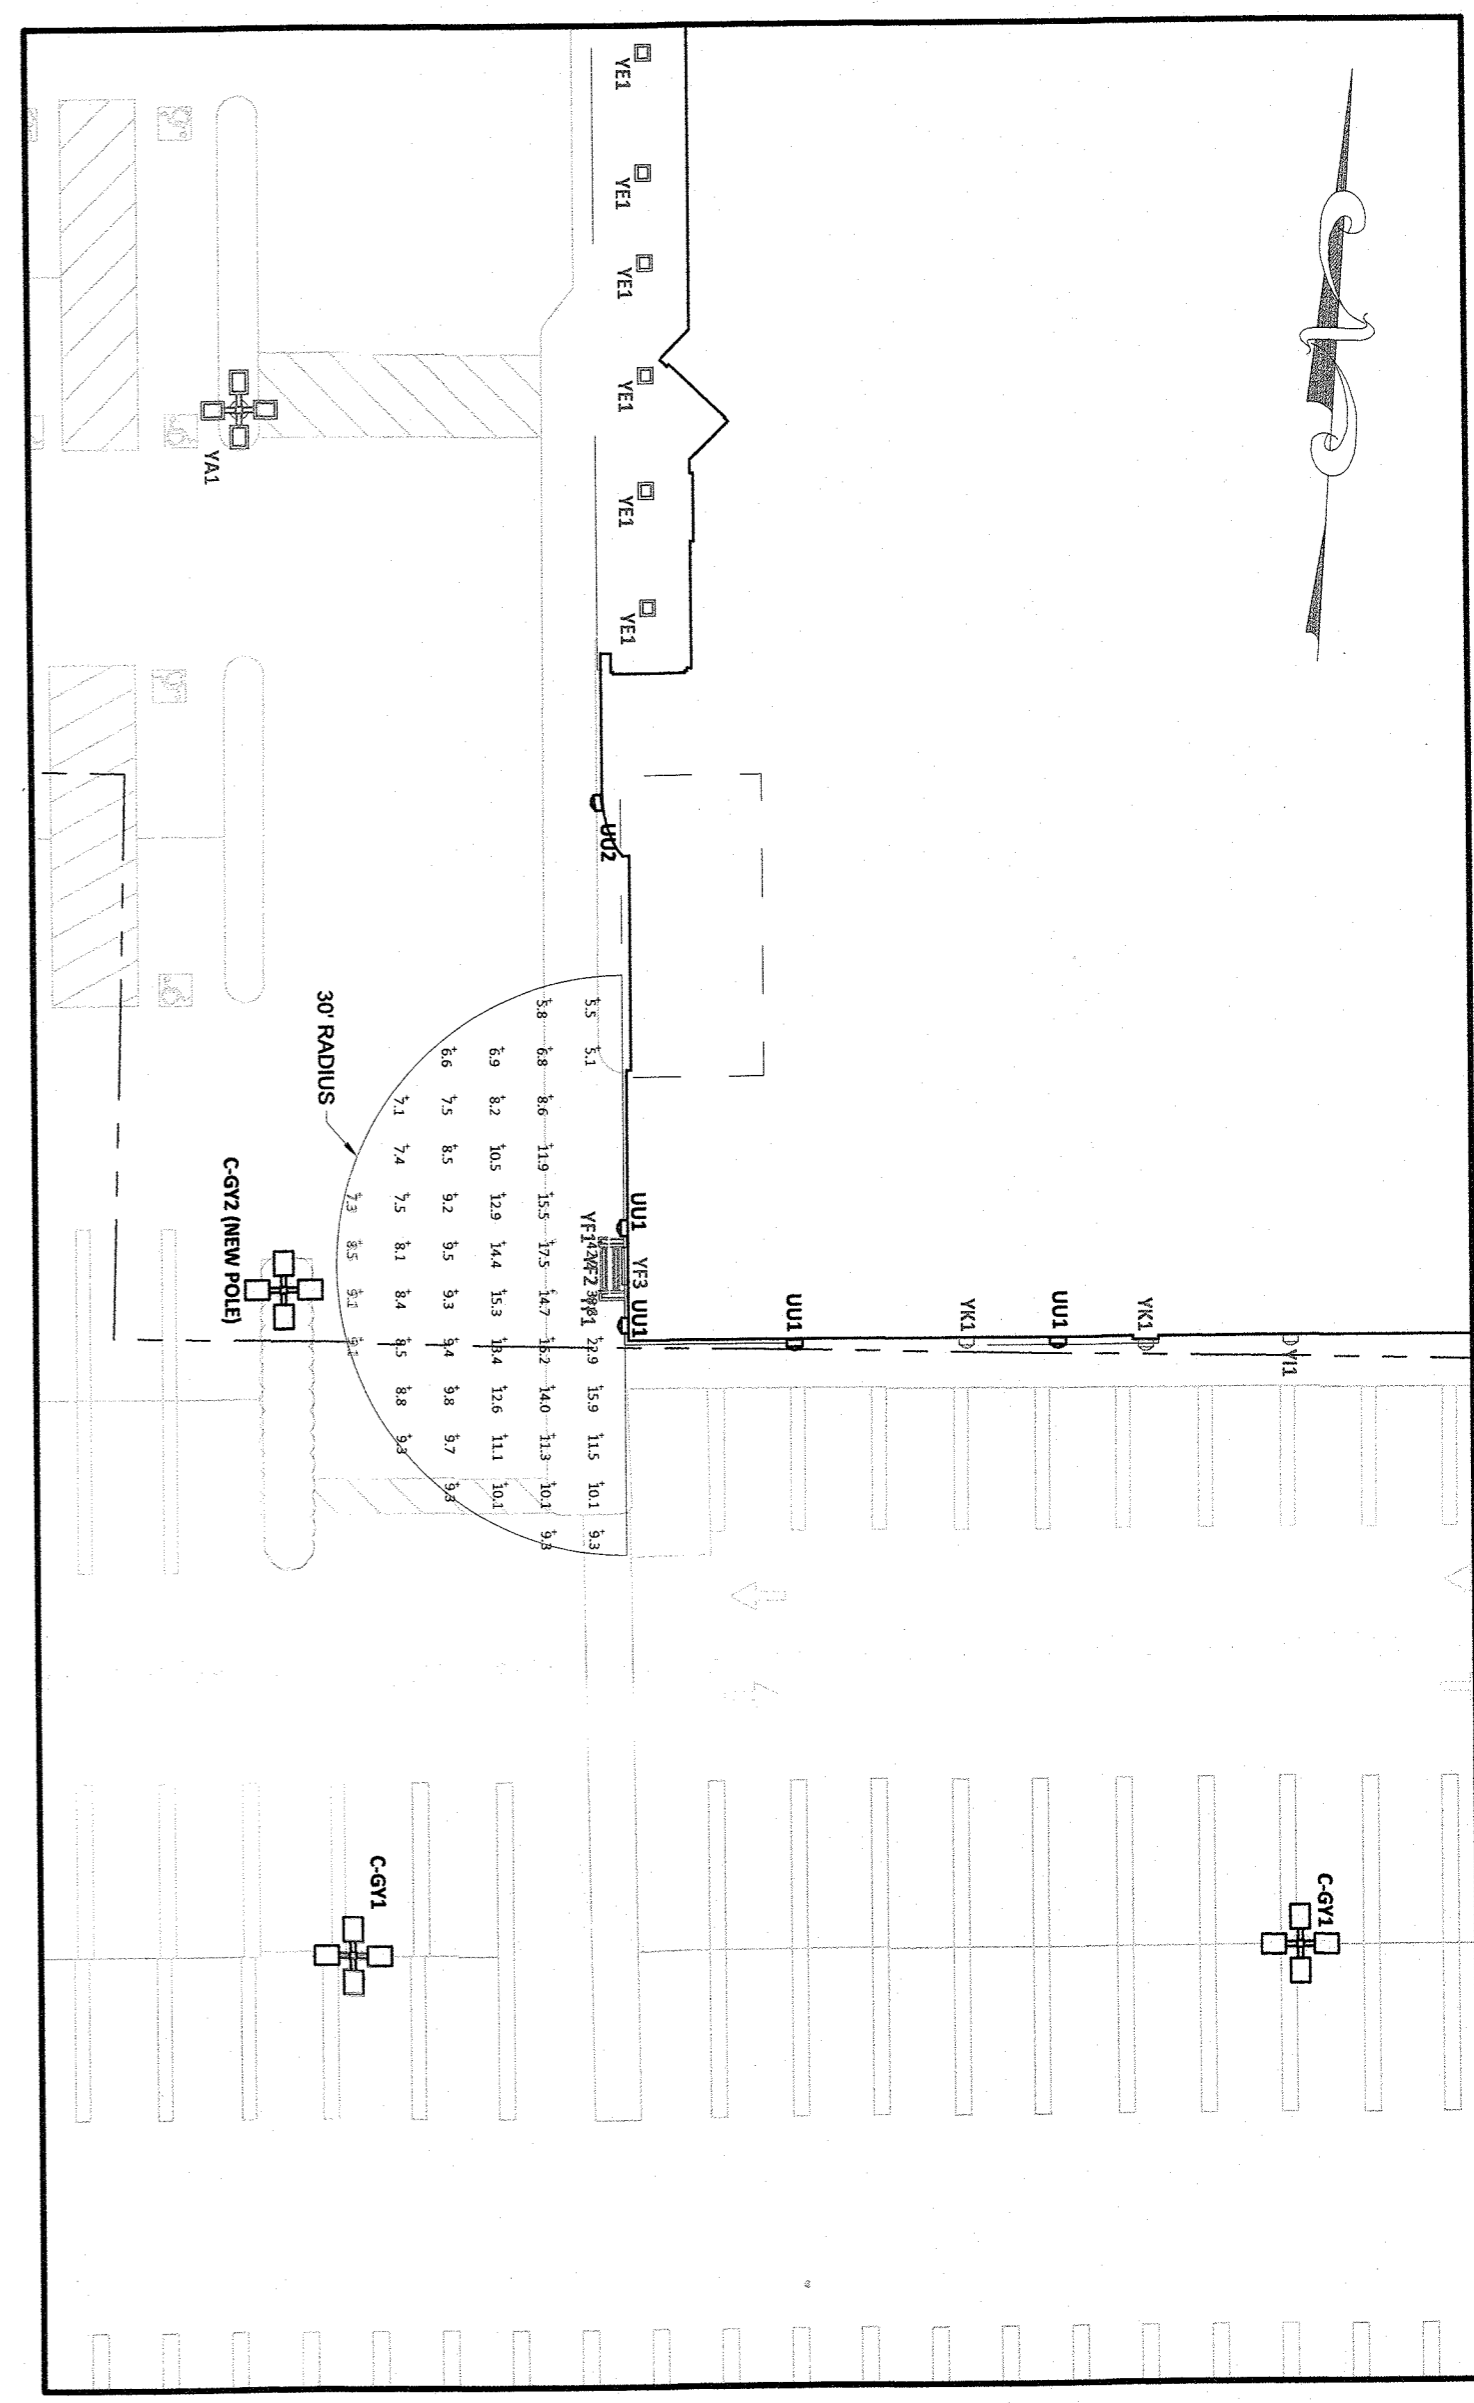 C-GY1
YI1
YK1
UU1
YK1
UU1
UU1 YF3 UU1
YE1 YE1 YE1 YE1 YE1 YE1
UU2
5.5 5.1 YF1 YF2 22.9 15.9 11.5 10.1 9.3
5.8 6.8 8.6 11.9 15.5 17.5 14.7 14.0 11.3 10.1 9.3
6.9 8.2 10.5 12.9 14.4 15.3 13.4 12.6 11.1 10.1
6.6 7.5 8.5 9.2 9.5 9.3 9.4 9.8 9.7 9.3
7.1 7.4 7.5 8.1 8.4 8.5 8.8 9.3
C-GY1
7.3 8.5 9.1
30' RADIUS
C-GY2 (NEW POLE)
YA1